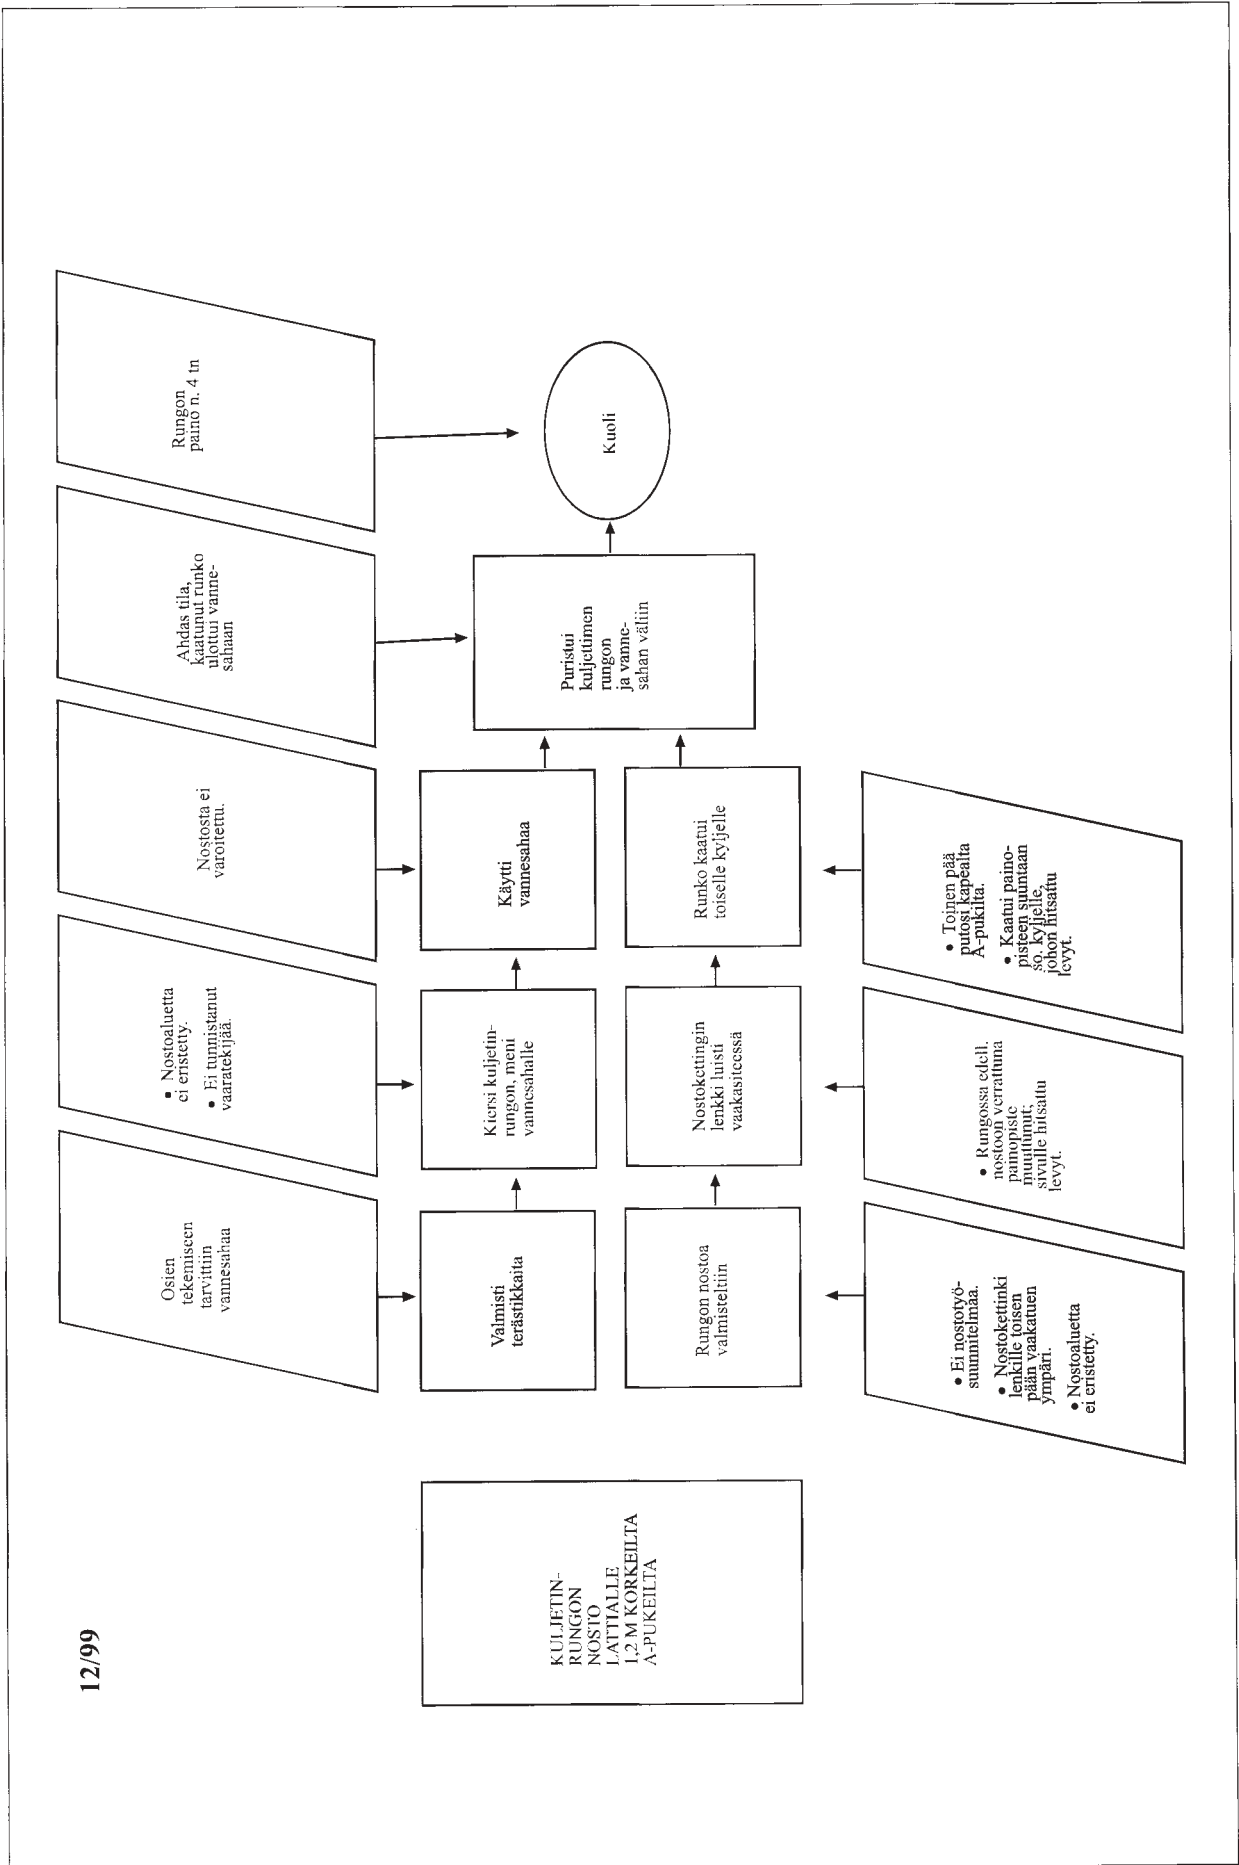 12/99
KULJETIN-
RUNGON
NOSTO
LATTIALLE
1,2 M KORKEILTA
A-PUKEILTA
Osien
tekemiseen
tarvittiin
vannesahaa
• Nostoaluetta
ei eristetty.
• Ei tunnistanut
vaaratekijää.
Nostosta ei
varoitettu.
Ahdas tila,
kaatunut runko
ulottui vanne-
sahaan
Rungon
paino n. 4 tn
Valmisti
terästikkaita
Kiersi kuljetin-
rungon, meni
vannesahalle
Käytti
vannesahaa
Puristui
kuljettimen
rungon
ja vanne-
sahan väliin
Kuoli
Rungon nostoa
valmisteltiin
Nostokettingin
lenkki luisti
vaakasiteessä
Runko kaatui
toiselle kyljelle
• Ei nostotyö-
suunnitelmaa.
• Nostokettinki
lenkille toisen
pään vaakatuen
ympäri.
• Nostoaluetta
ei eristetty.
• Rungossa edell.
nostoon verrattuna
painopiste
muuttunut;
sivulle hitsattu
levyt.
• Toinen pää
putosi kapealta
A-pukilta.
• Kaatui paino-
pisteen suuntaan
so. kyljelle,
johon hitsattu
levyt.